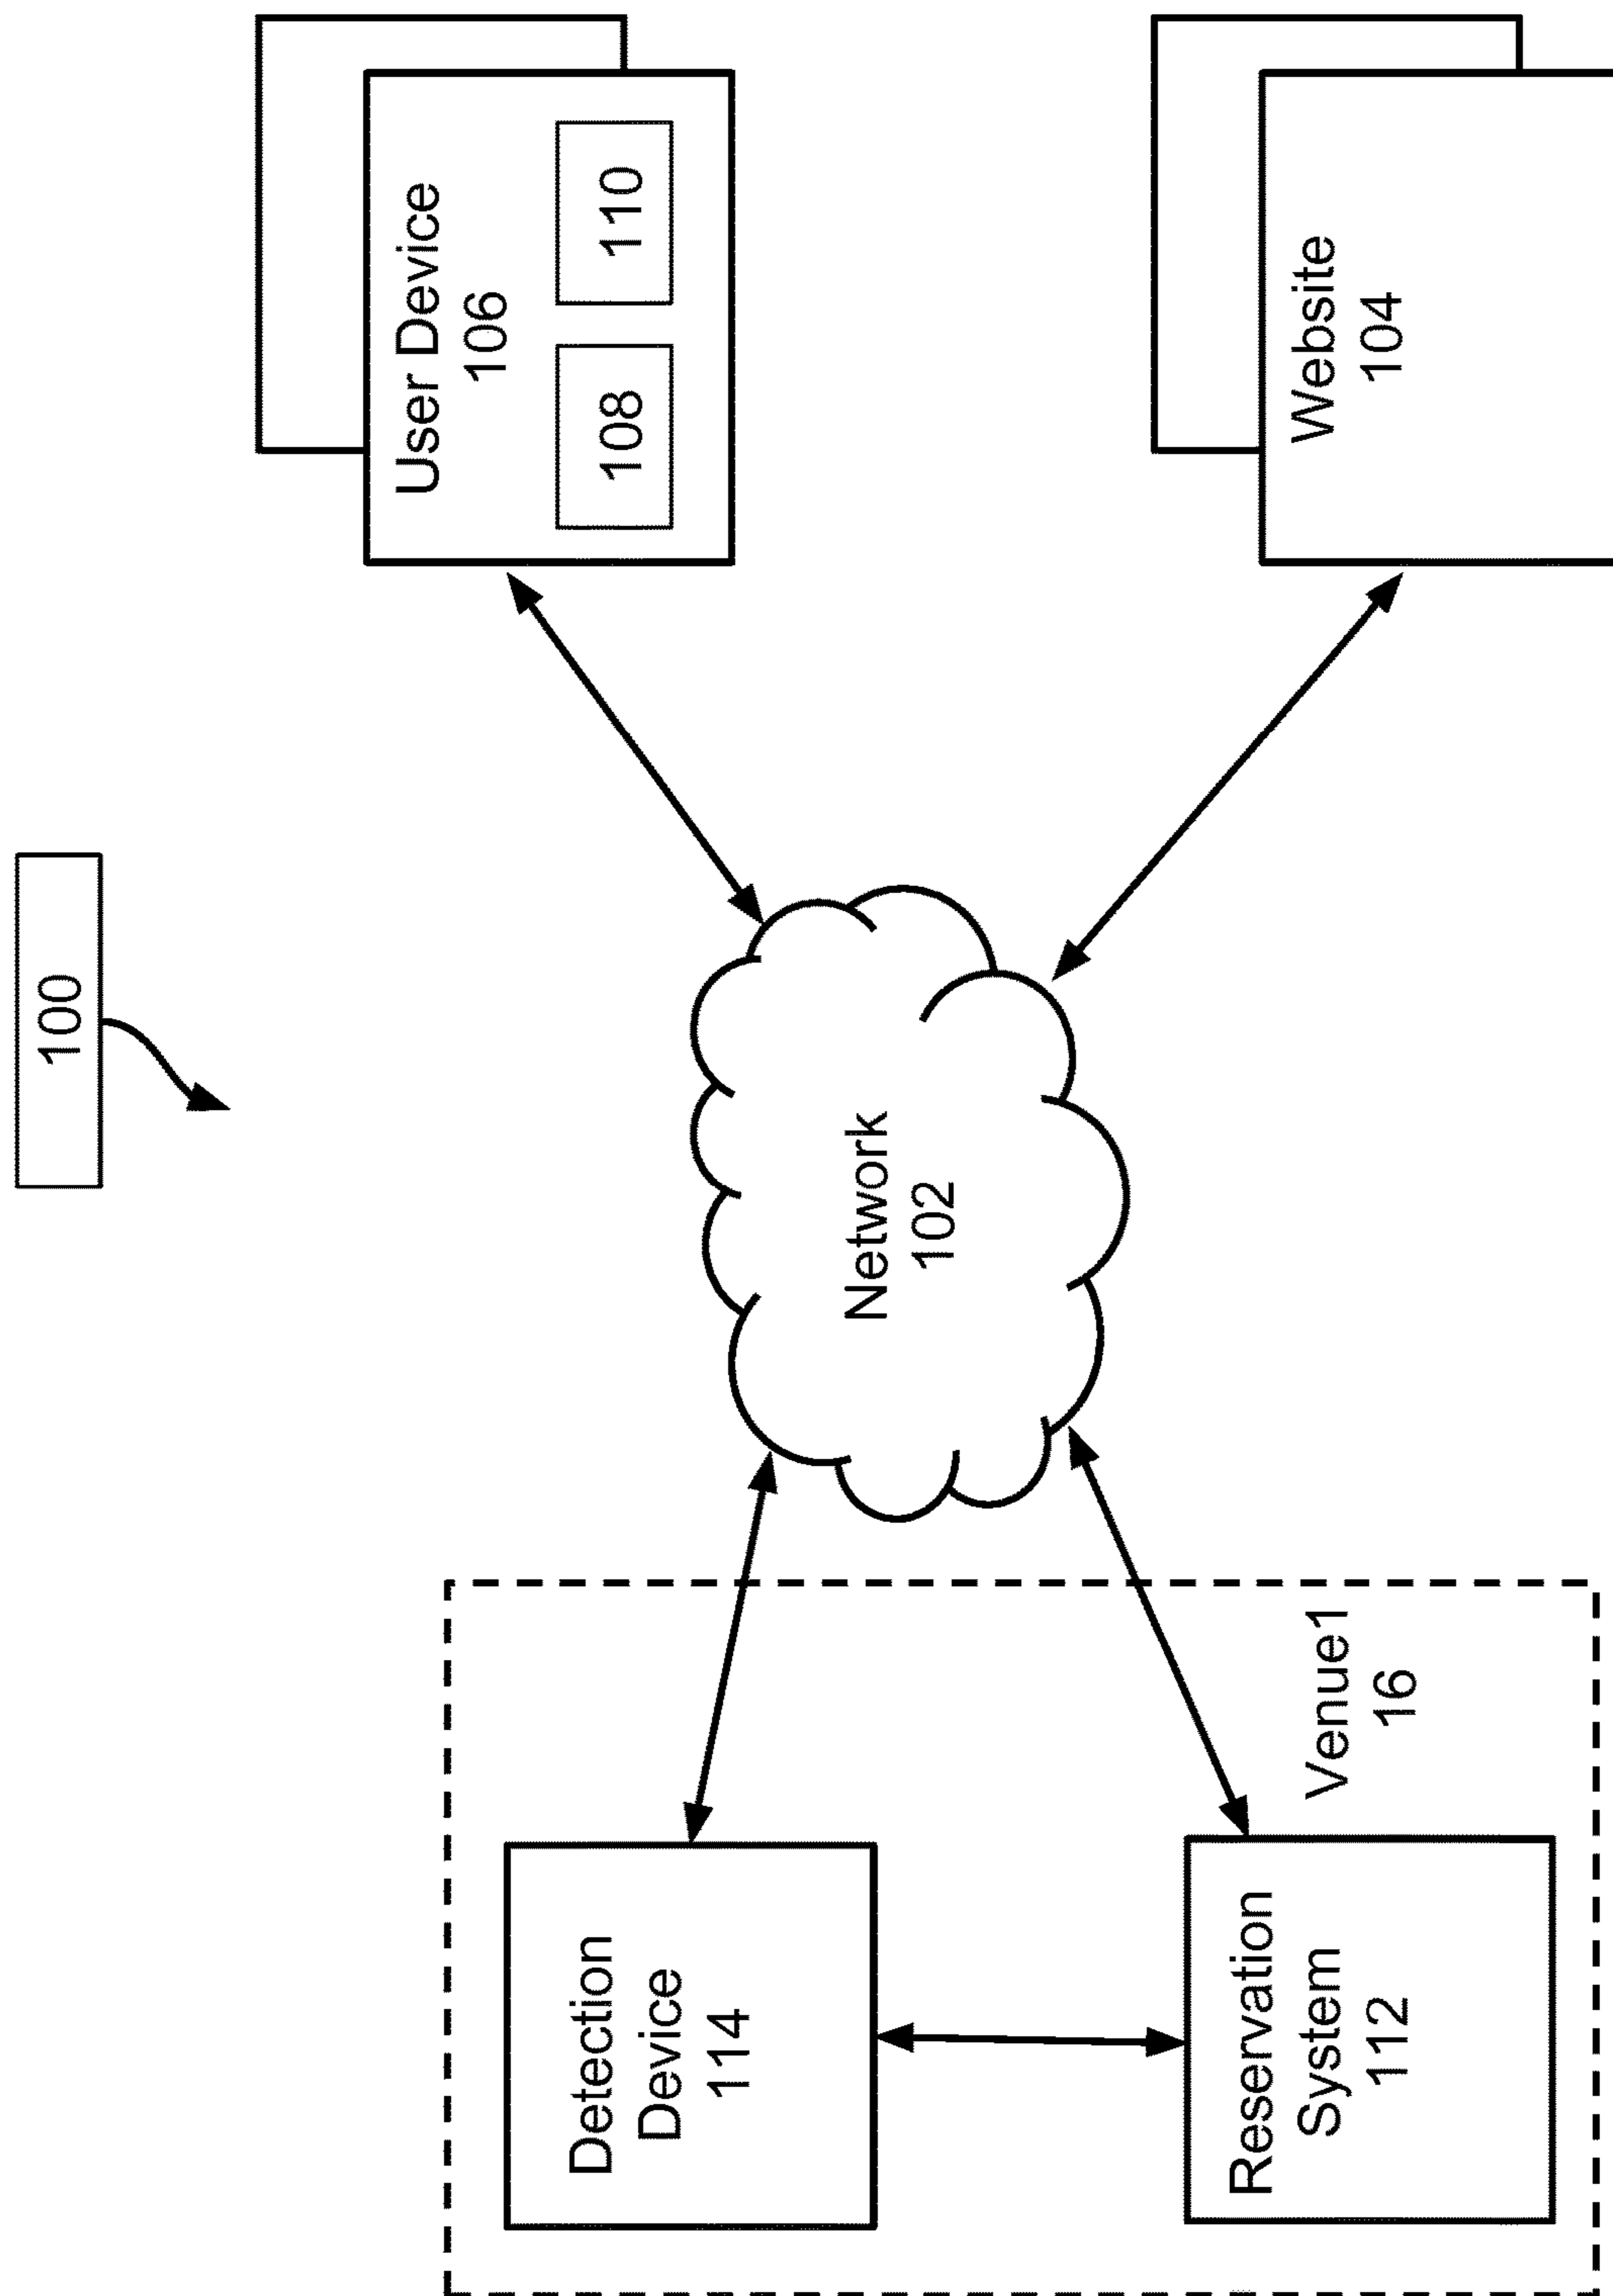 100
Detection
Device
114
User Device
106
108
110
Network
102
Reservation
System
112
Venue1
16
Website
104